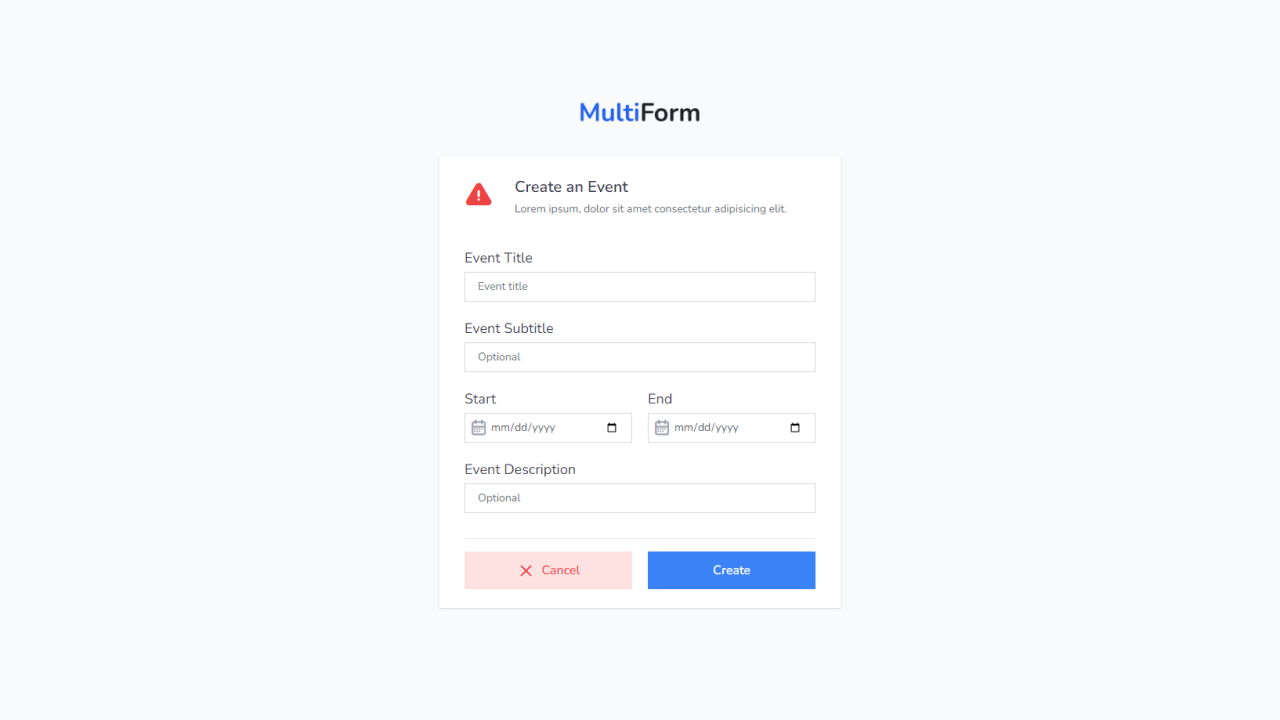 MultiForm
Create an Event
Lorem ipsum, dolor sit amet consectetur adipisicing elit.
Event Title
Event title
Event Subtitle
Optional
Start End
mm/dd/yyyy mm/dd/yyyy
Event Description
Optional
Cancel Create